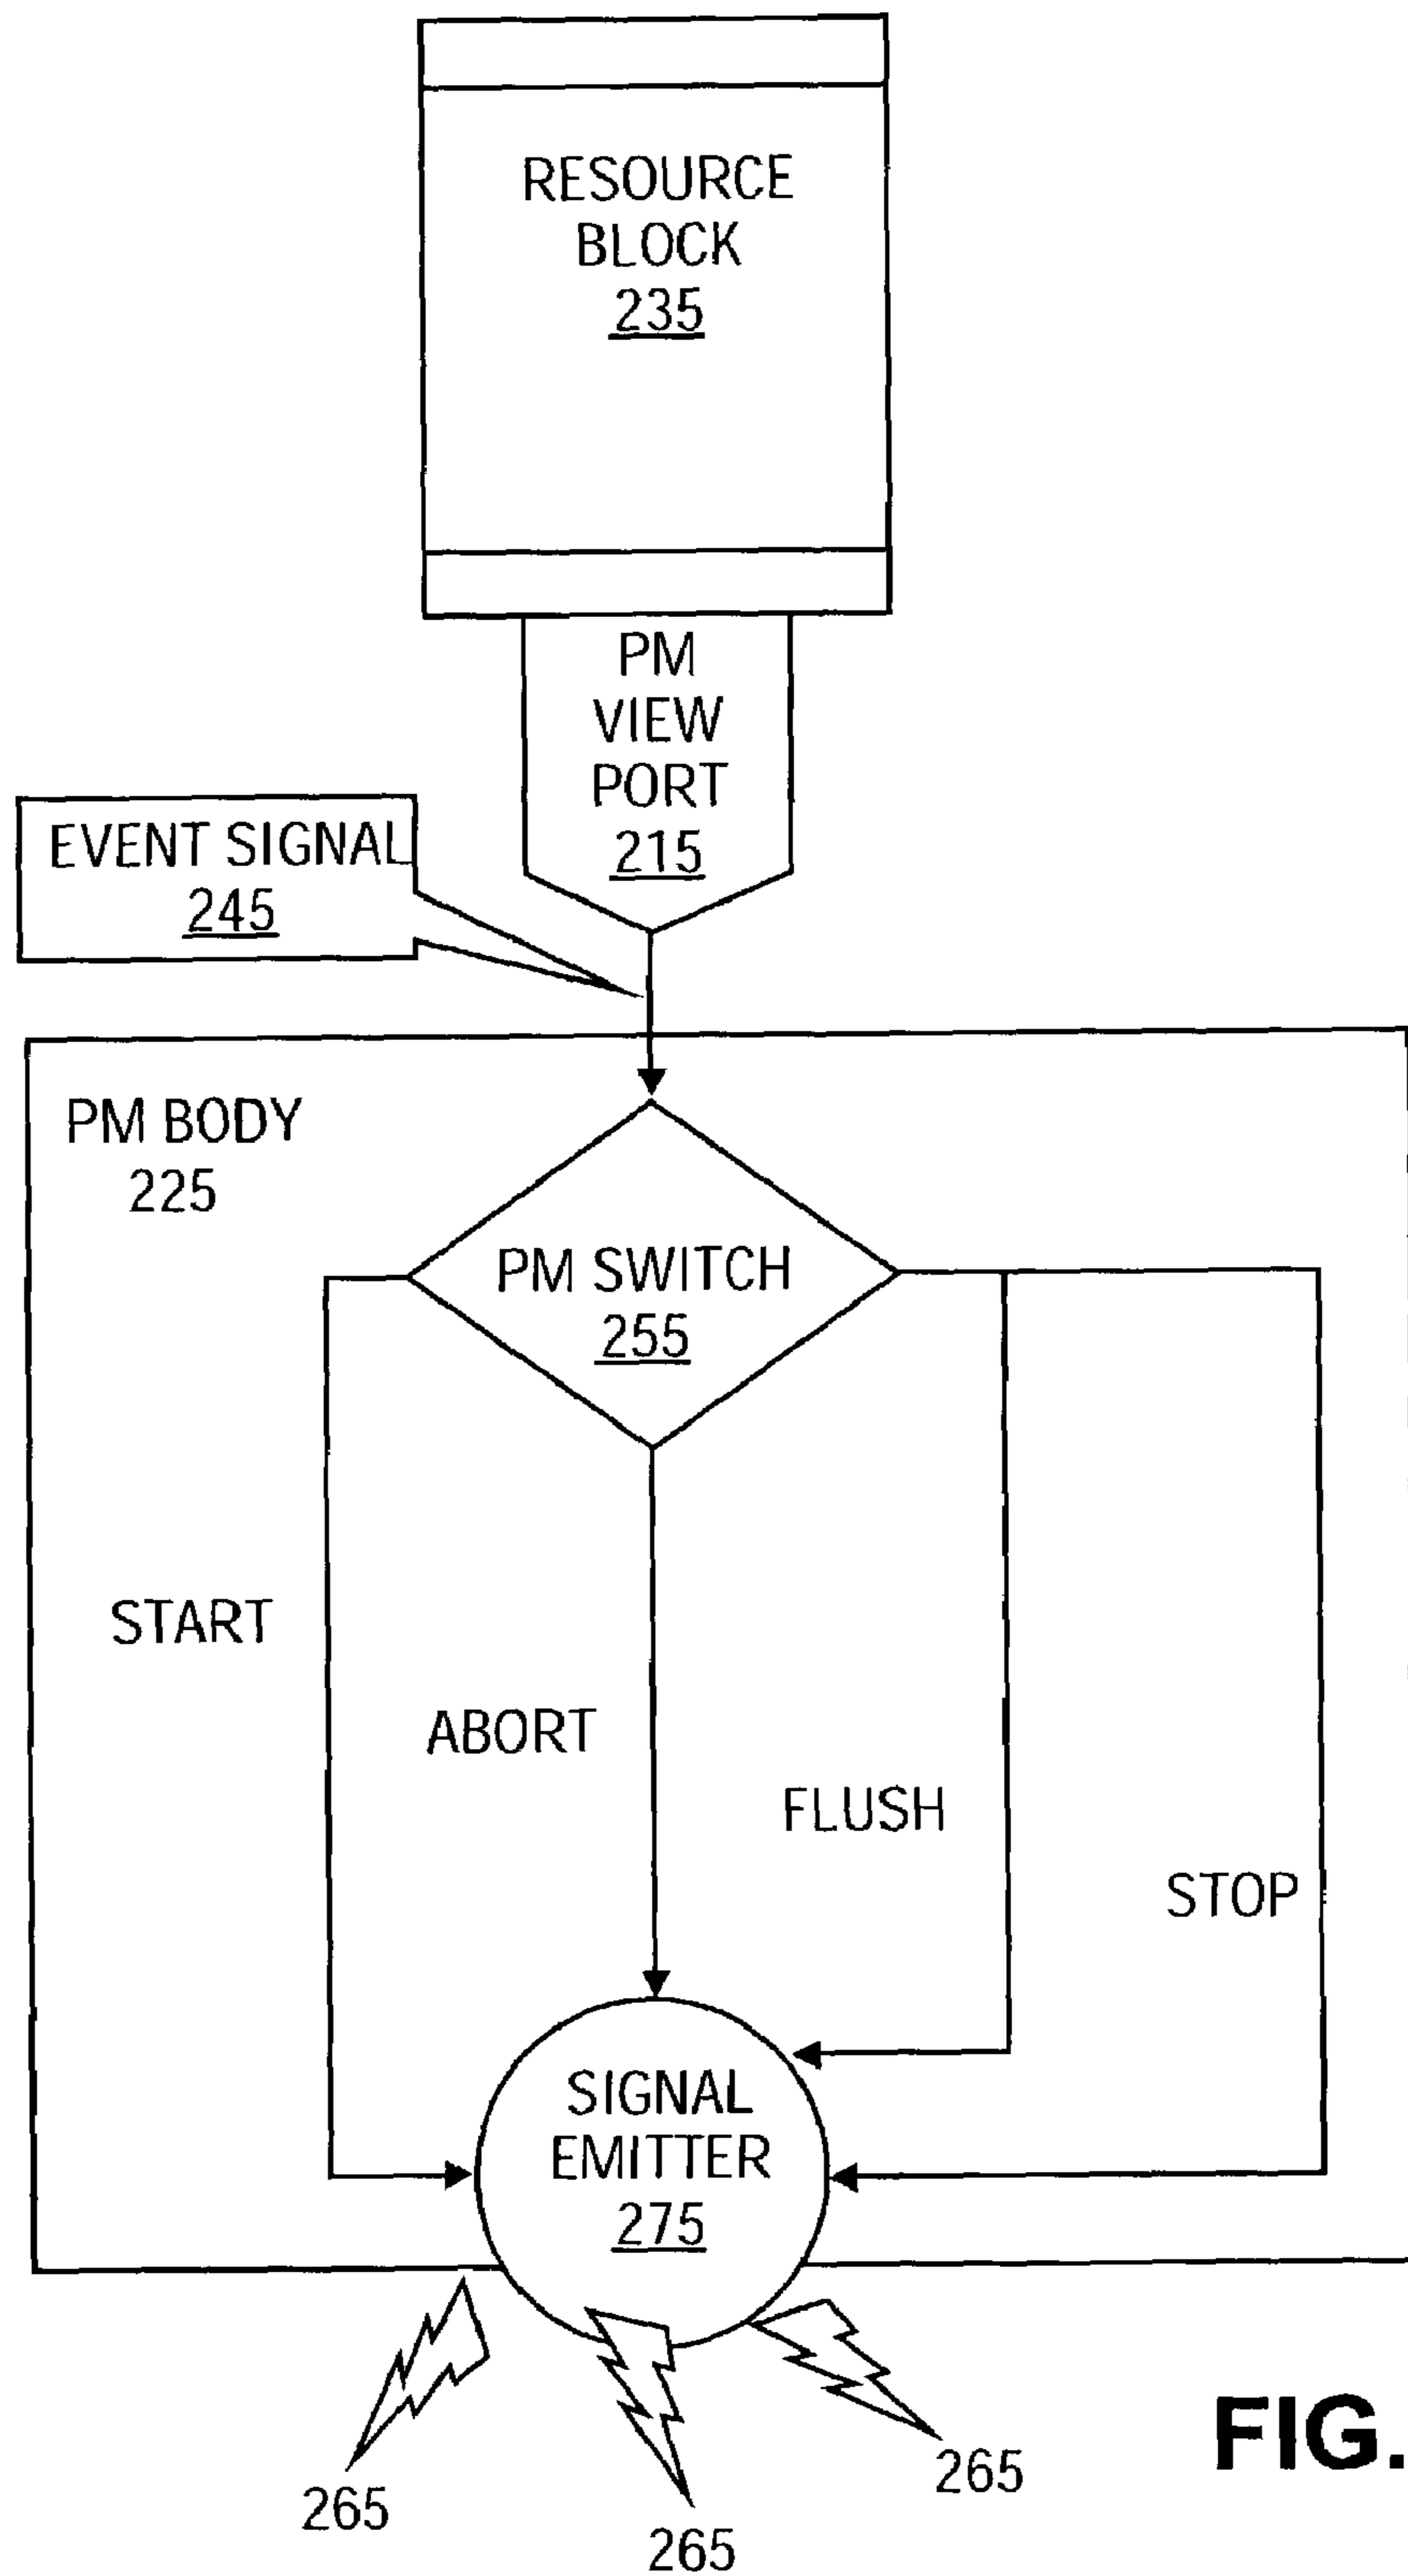 RESOURCE
BLOCK
235
PM
VIEW
PORT
215
EVENT SIGNAL
245
PM BODY
225
PM SWITCH
255
START
ABORT
FLUSH
STOP
SIGNAL
EMITTER
275
265
265
265
FIG.